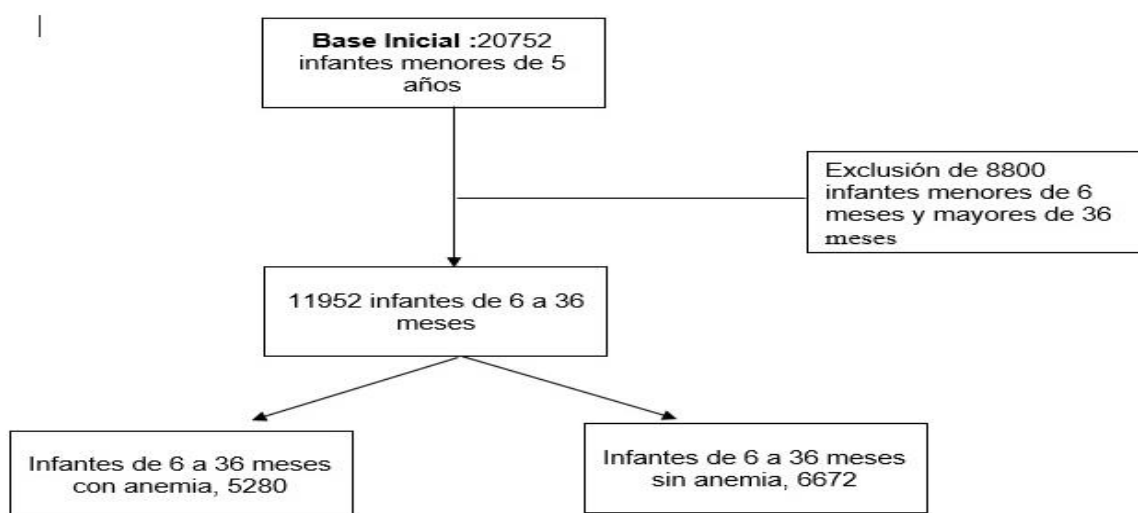 Base Inicial :20752
infantes menores de 5
años
Exclusión de 8800
infantes menores de 6
meses y mayores de 36
meses
11952 infantes de 6 a 36
meses
Infantes de 6 a 36 meses
con anemia, 5280
Infantes de 6 a 36 meses
sin anemia, 6672